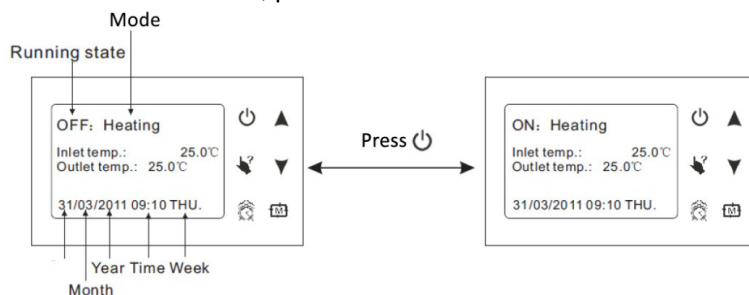 Mode
Running state
OFF: Heating
Inlet temp.: 25.0℃
Outlet temp.: 25.0℃
31/03/2011 09:10 THU.
Year Time Week
Month
Press
ON: Heating
Inlet temp.: 25.0℃
Outlet temp.: 25.0℃
31/03/2011 09:10 THU.
?
M
?
M